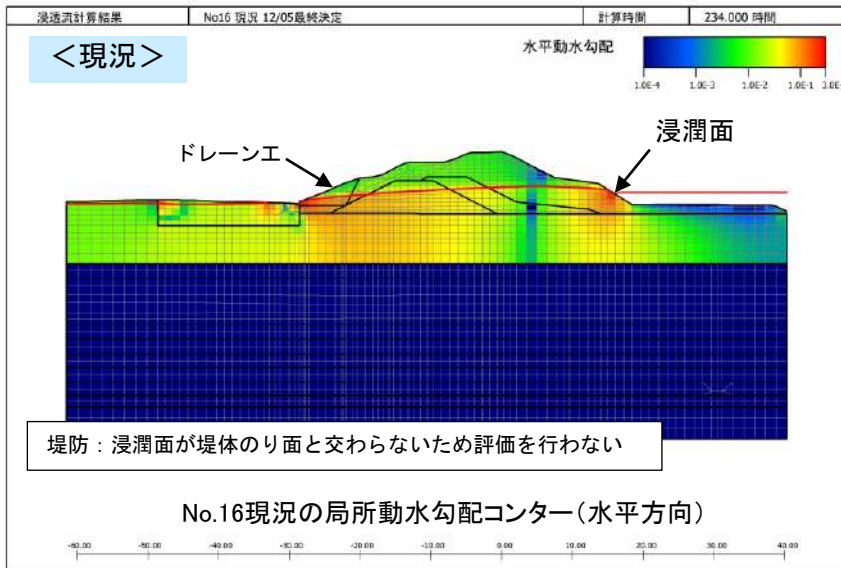 浸透流計算結果 No16 現況 12/05最終決定 計算時間 234.000 時間
<現況>
水平動水勾配
1.0E-4 1.0E-3 1.0E-2 1.0E-1 3.0E
ドレーン工
浸潤面
堤防：浸潤面が堤体のり面と交わらないため評価を行わない
No.16現況の局所動水勾配コンター(水平方向)
-60.00 -50.00 -40.00 -30.00 -20.00 -10.00 0.00 10.00 20.00 30.00 40.00